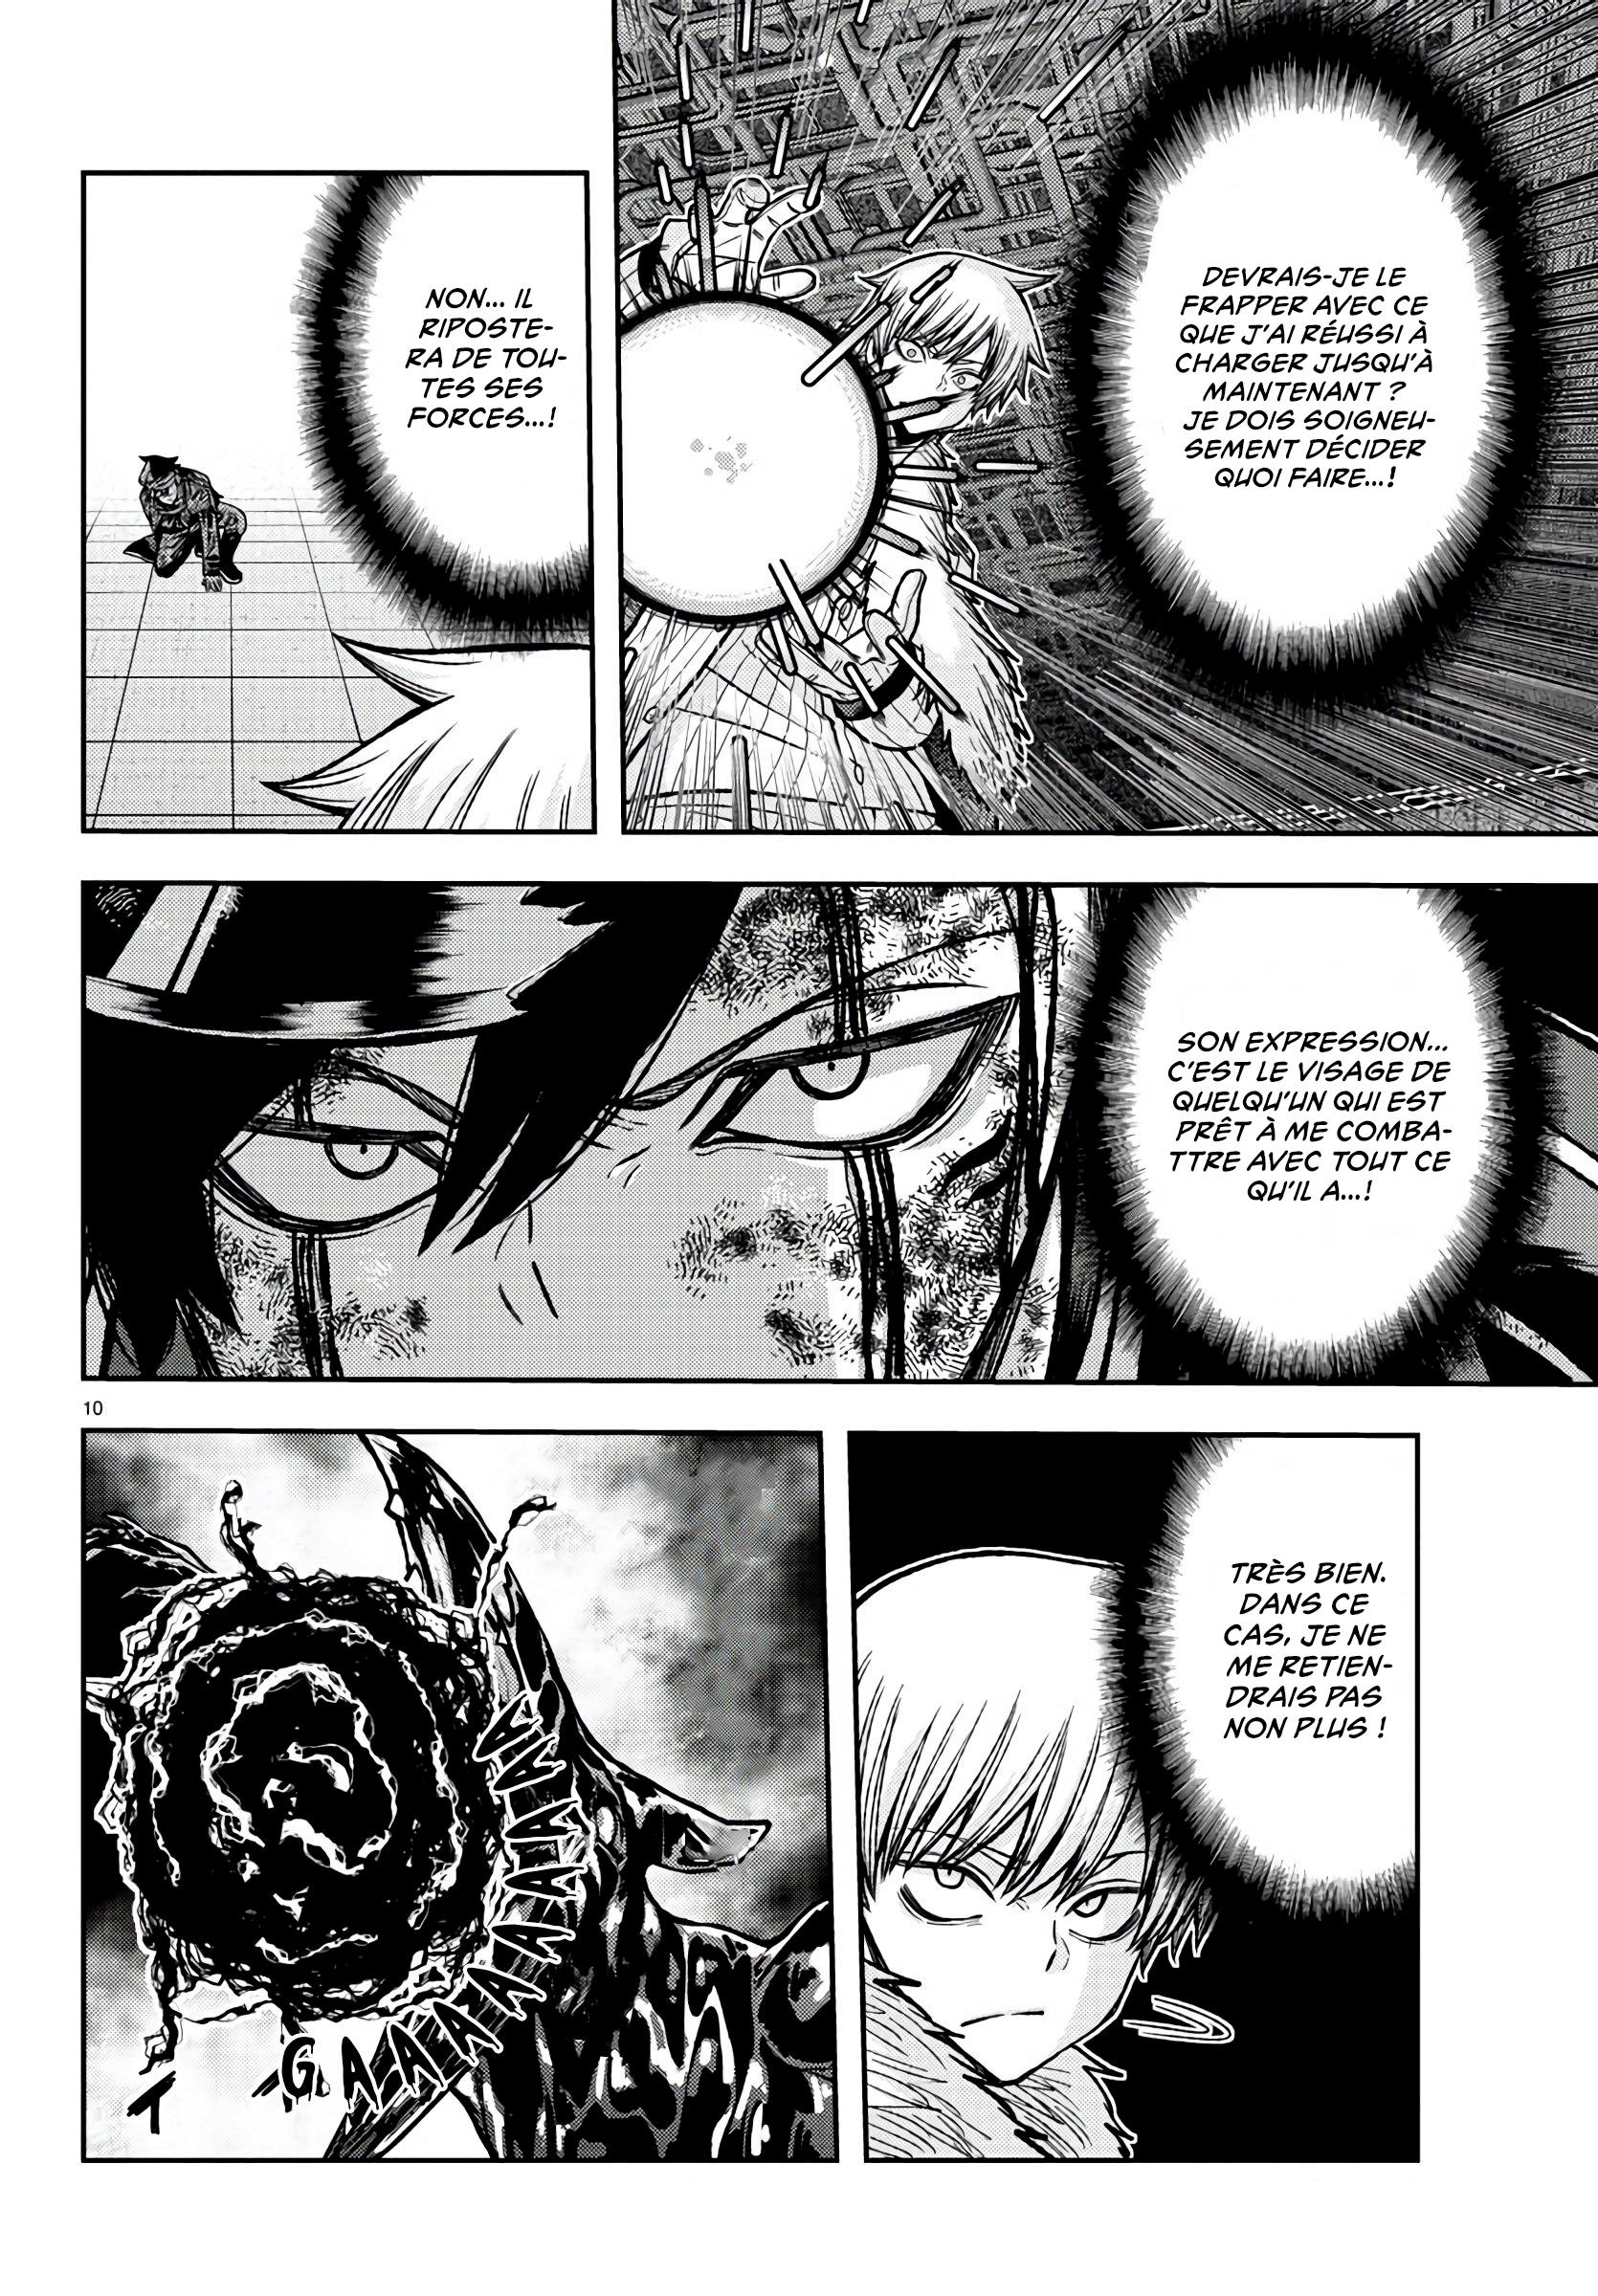 DEVRAIS-JE LE
FRAPPER AVEC CE
QUE J'AI RÉUSSI À
CHARGER JUSQU'À
MAINTENANT ?
JE DOIS SOIGNEU-
SEMENT DÉCIDER
QUOI FAIRE...!
NON... IL
RIPOSTE-
RA DE TOU-
TES SES
FORCES...!
SON EXPRESSION...
C'EST LE VISAGE DE
QUELQU'UN QUI EST
PRÊT À ME COMBA-
TTRE AVEC TOUT CE
QU'IL A...!
10
TRÈS BIEN.
DANS CE
CAS, JE NE
ME RETIEN-
DRAIS PAS
NON PLUS !